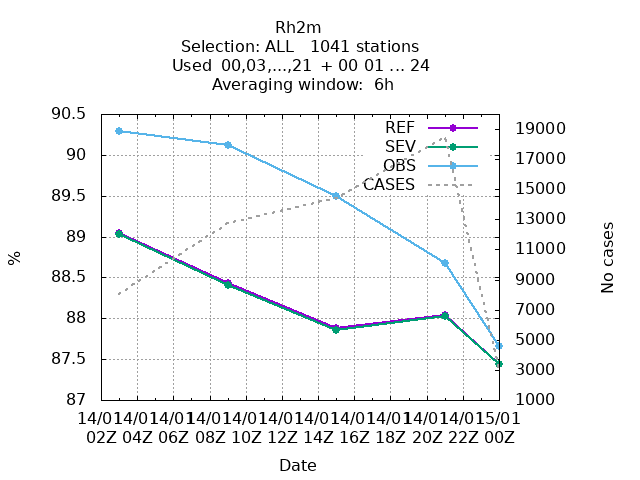 Rh2m
Selection: ALL   1041 stations
Used  00,03,...,21  + 00 01 ... 24
Averaging window:  6h
REF
SEV
OBS
CASES
90.5
90
89.5
89
88.5
88
87.5
87
%
19000
17000
15000
13000
11000
9000
7000
5000
3000
1000
No cases
14/01 14/01 14/01 14/01 14/01 14/01 14/01 14/01 14/01 14/01 14/01 15/01
02Z 04Z 06Z 08Z 10Z 12Z 14Z 16Z 18Z 20Z 22Z 00Z
Date